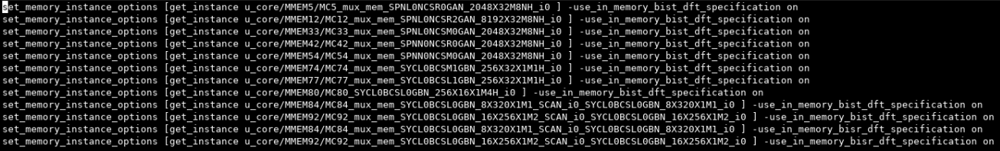 set_memory_instance_options [get_instance u_core/MMEM5/MC5_mux_mem_SPNL0NCSR0GAN_2048X32M8NH_i0 ] -use_in_memory_bist_dft_specification on
set_memory_instance_options [get_instance u_core/MMEM12/MC12_mux_mem_SPNL0NCSR2GAN_8192X32M8NH_i0 ] -use_in_memory_bist_dft_specification on
set_memory_instance_options [get_instance u_core/MMEM33/MC33_mux_mem_SPNL0NCSM0GAN_2048X32M8NH_i0 ] -use_in_memory_bist_dft_specification on
set_memory_instance_options [get_instance u_core/MMEM42/MC42_mux_mem_SPNN0NCSR0GAN_2048X32M8NH_i0 ] -use_in_memory_bist_dft_specification on
set_memory_instance_options [get_instance u_core/MMEM54/MC54_mux_mem_SPNN0NCSM0GAN_2048X32M8NH_i0 ] -use_in_memory_bist_dft_specification on
set_memory_instance_options [get_instance u_core/MMEM74/MC74_mux_mem_SYCL0BCSM1GBN_256X32X1M1H_i0 ] -use_in_memory_bist_dft_specification on
set_memory_instance_options [get_instance u_core/MMEM77/MC77_mux_mem_SYCL0BCSL1GBN_256X32X1M1H_i0 ] -use_in_memory_bist_dft_specification on
set_memory_instance_options [get_instance u_core/MMEM80/MC80_SYCL0BCSL0GBN_256X16X1M4H_i0 ] -use_in_memory_bist_dft_specification on
set_memory_instance_options [get_instance u_core/MMEM84/MC84_mux_mem_SYCL0BCSL0GBN_8X320X1M1_SCAN_i0_SYCL0BCSL0GBN_8X320X1M1_i0 ] -use_in_memory_bist_dft_specification on
set_memory_instance_options [get_instance u_core/MMEM92/MC92_mux_mem_SYCL0BCSL0GBN_16X256X1M2_SCAN_i0_SYCL0BCSL0GBN_16X256X1M2_i0 ] -use_in_memory_bist_dft_specification on
set_memory_instance_options [get_instance u_core/MMEM84/MC84_mux_mem_SYCL0BCSL0GBN_8X320X1M1_SCAN_i0_SYCL0BCSL0GBN_8X320X1M1_i0 ] -use_in_memory_bisr_dft_specification on
set_memory_instance_options [get_instance u_core/MMEM92/MC92_mux_mem_SYCL0BCSL0GBN_16X256X1M2_SCAN_i0_SYCL0BCSL0GBN_16X256X1M2_i0 ] -use_in_memory_bisr_dft_specification on